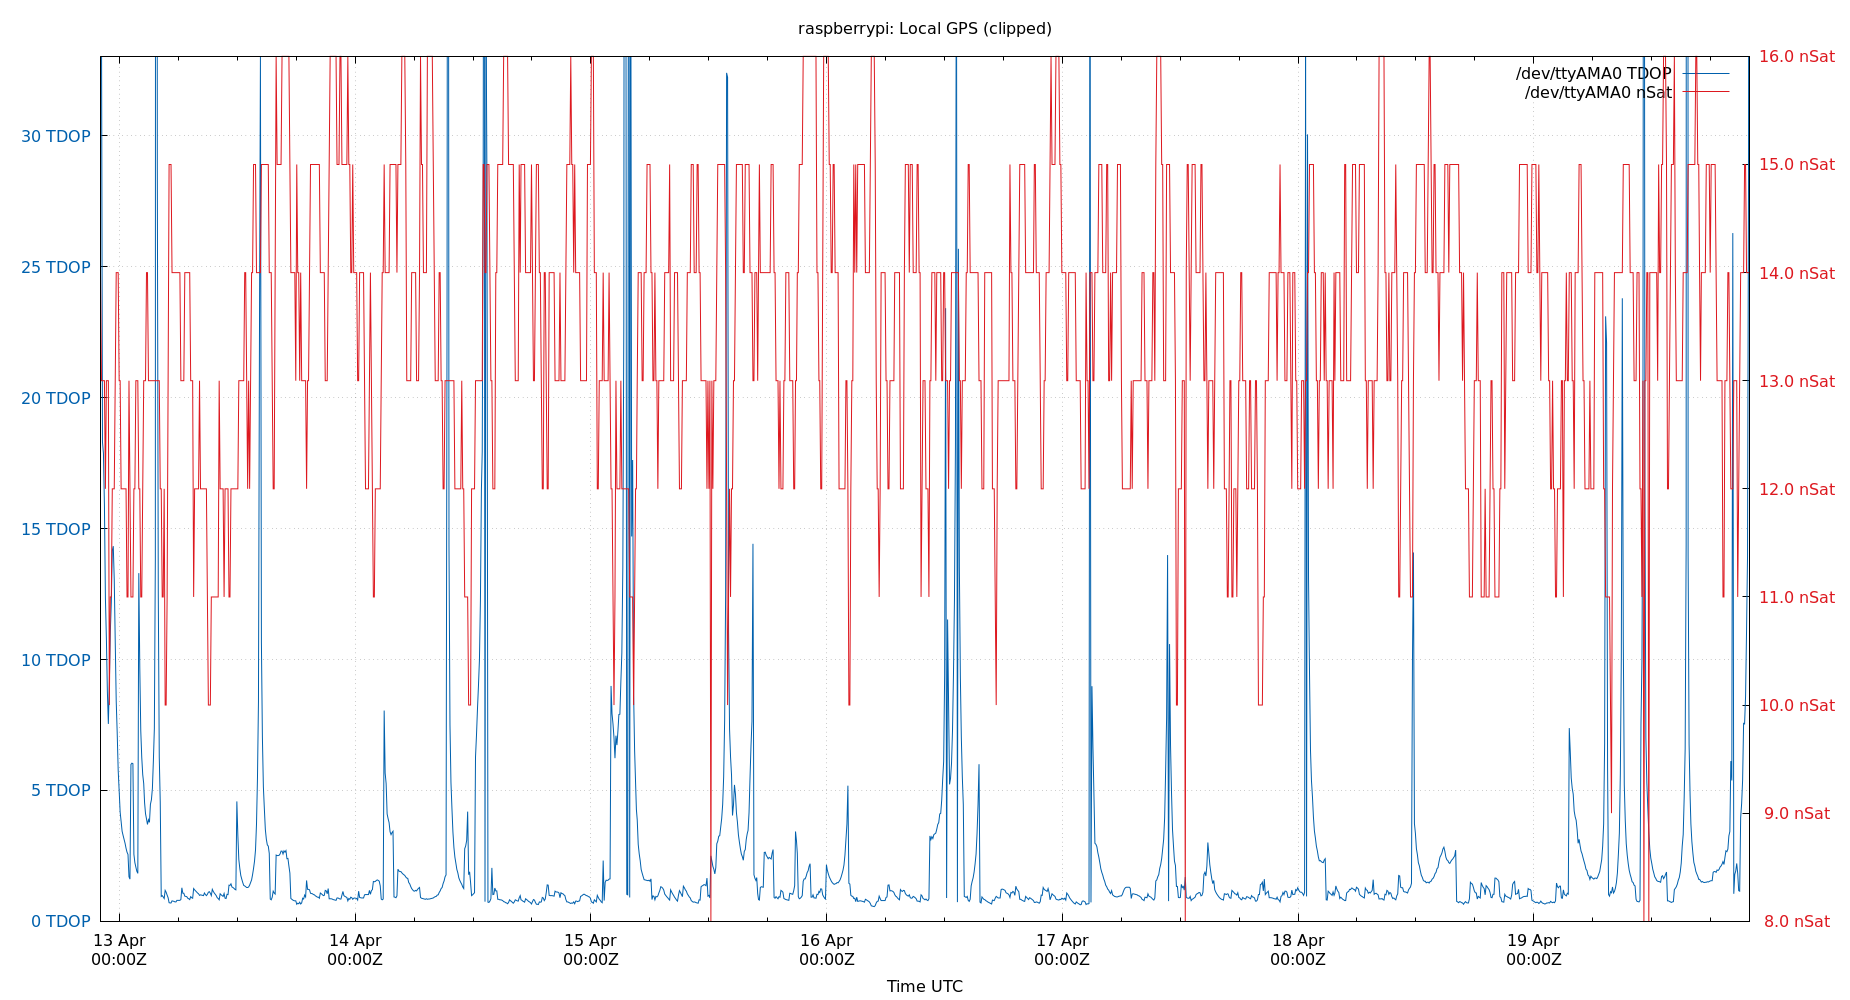 raspberrypi: Local GPS (clipped)
/dev/ttyAMA0 TDOP
/dev/ttyAMA0 nSat
30 TDOP
25 TDOP
20 TDOP
15 TDOP
10 TDOP
5 TDOP
0 TDOP
16.0 nSat
15.0 nSat
14.0 nSat
13.0 nSat
12.0 nSat
11.0 nSat
10.0 nSat
9.0 nSat
8.0 nSat
13 Apr 14 Apr 15 Apr 16 Apr 17 Apr 18 Apr 19 Apr
00:00Z 00:00Z 00:00Z 00:00Z 00:00Z 00:00Z 00:00Z
Time UTC